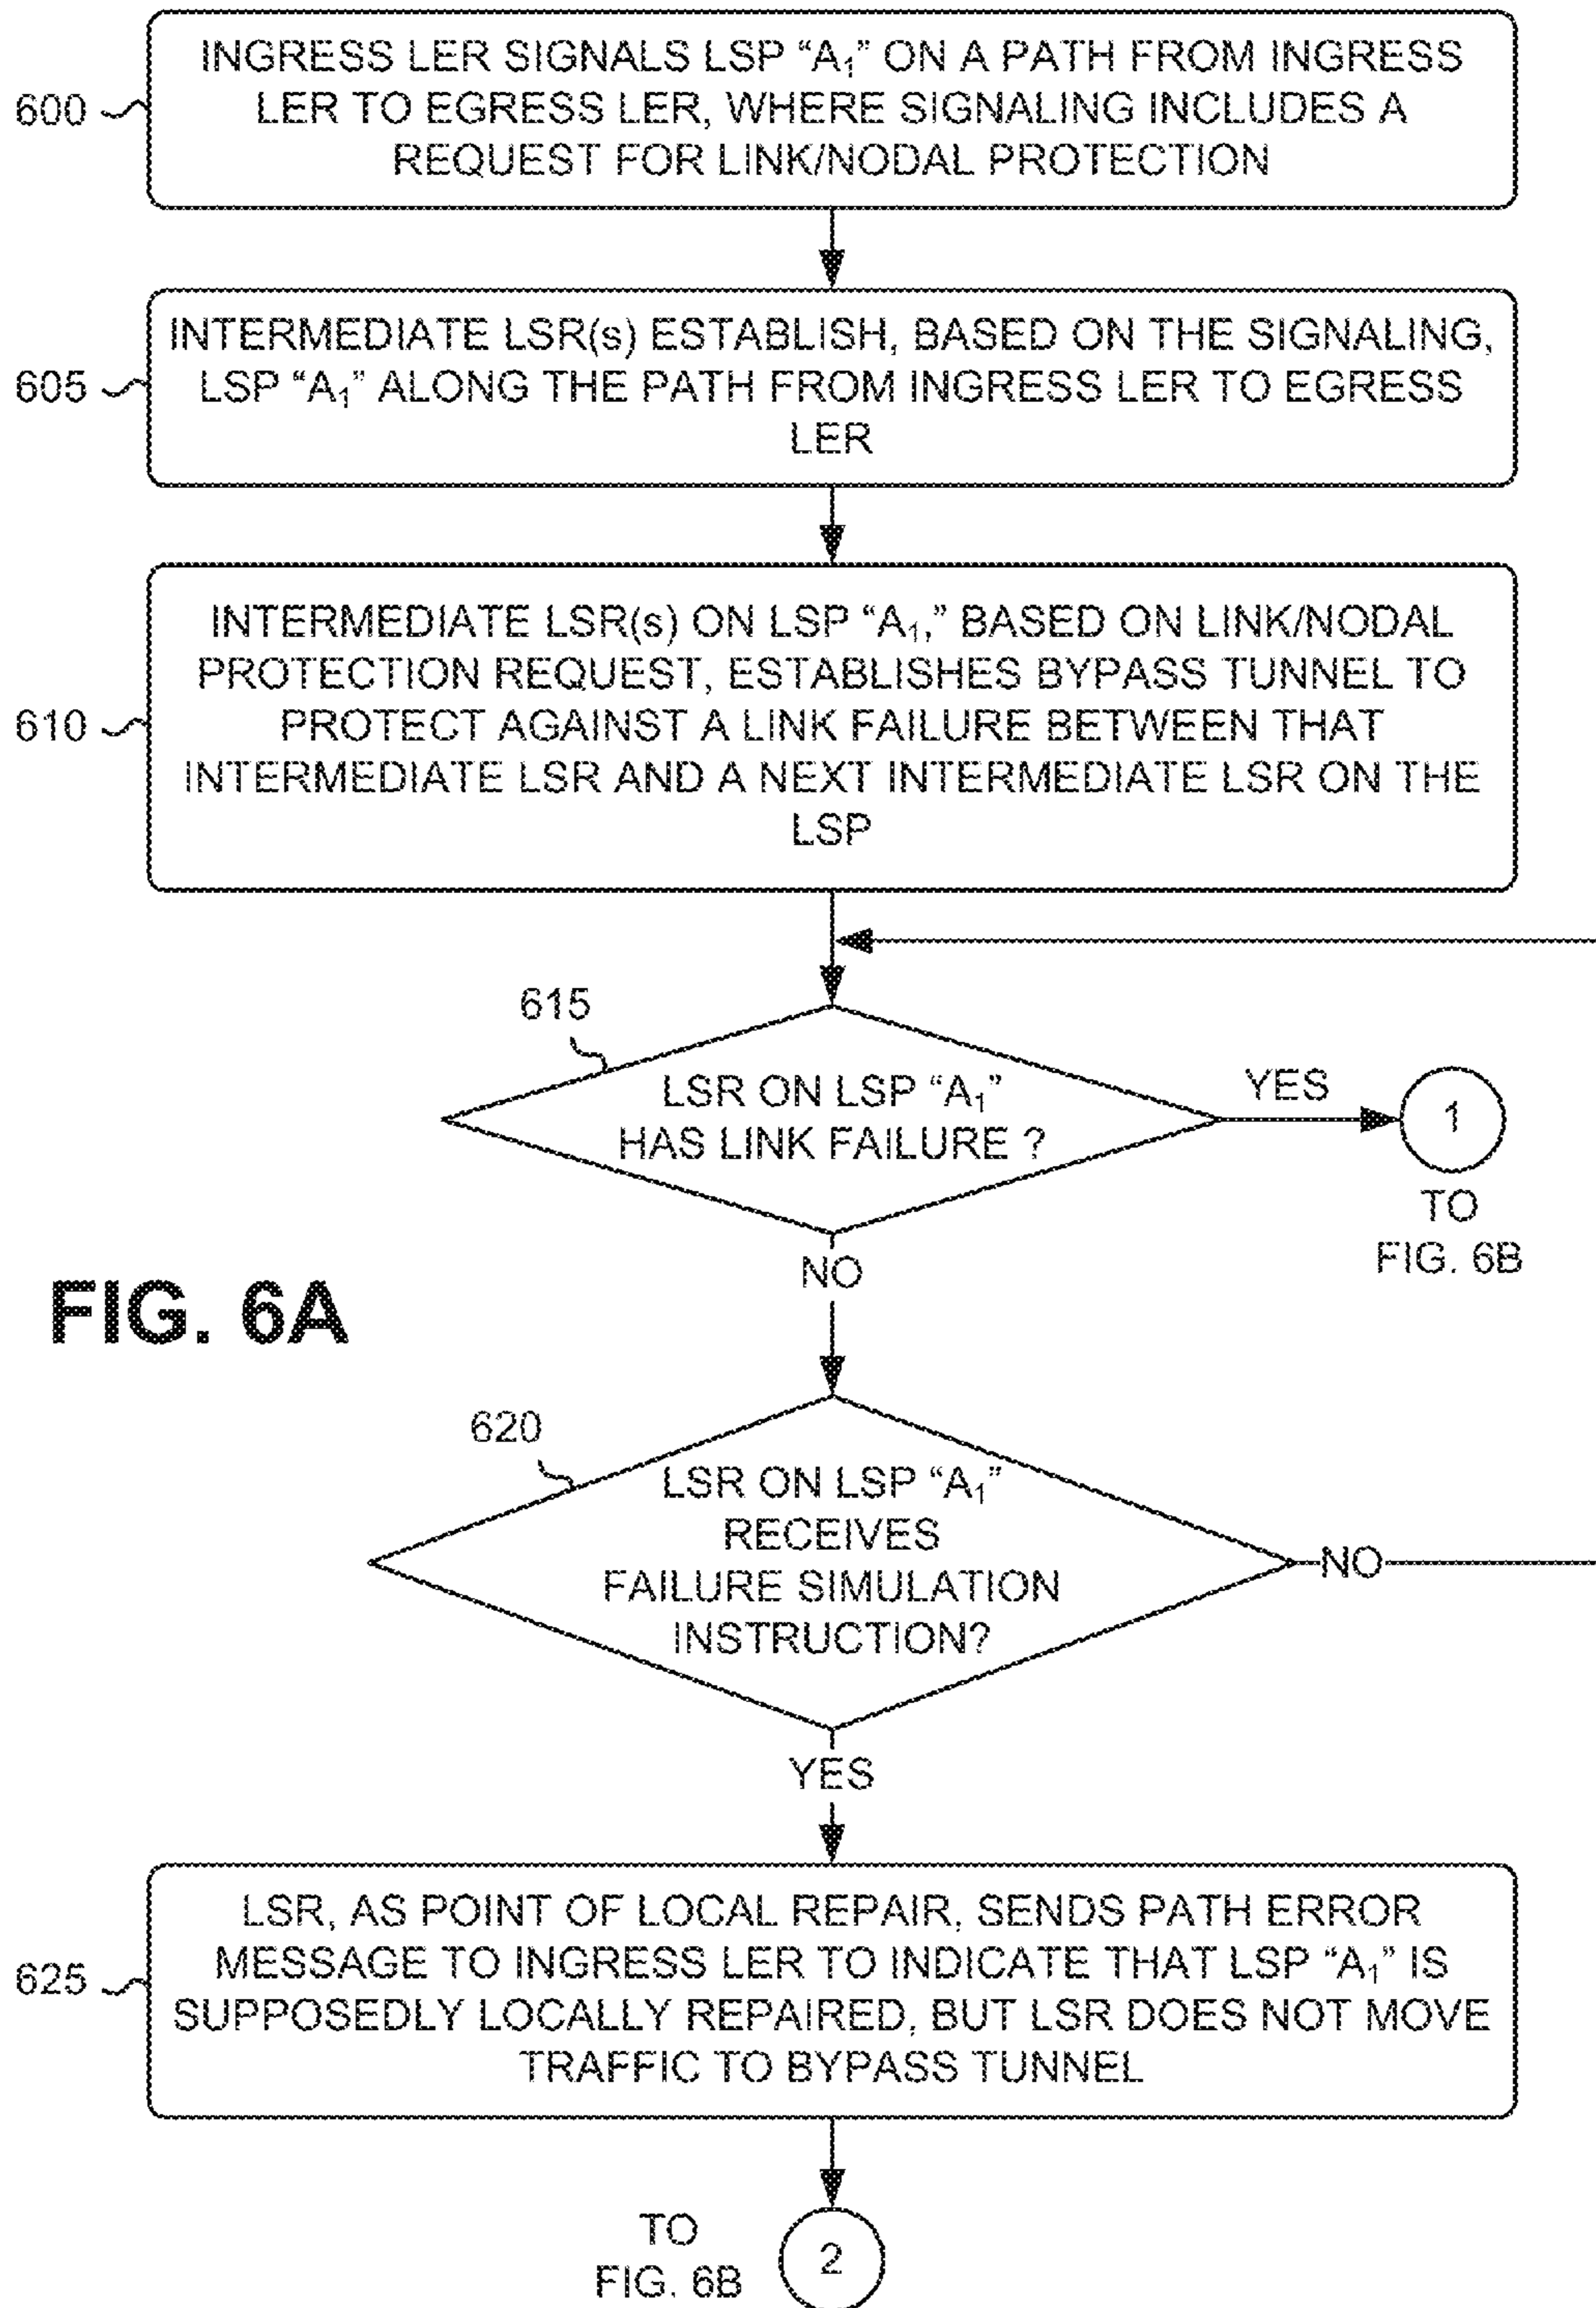 600
INGRESS LER SIGNALS LSP “A₁” ON A PATH FROM INGRESS
LER TO EGRESS LER, WHERE SIGNALING INCLUDES A
REQUEST FOR LINK/NODAL PROTECTION
605
INTERMEDIATE LSR(s) ESTABLISH, BASED ON THE SIGNALING,
LSP “A₁” ALONG THE PATH FROM INGRESS LER TO EGRESS
LER
610
INTERMEDIATE LSR(s) ON LSP “A₁,” BASED ON LINK/NODAL
PROTECTION REQUEST, ESTABLISHES BYPASS TUNNEL TO
PROTECT AGAINST A LINK FAILURE BETWEEN THAT
INTERMEDIATE LSR AND A NEXT INTERMEDIATE LSR ON THE
LSP
615
LSR ON LSP “A₁”
HAS LINK FAILURE ?
YES
1
TO
FIG. 6B
NO
FIG. 6A
620
LSR ON LSP “A₁”
RECEIVES
FAILURE SIMULATION
INSTRUCTION?
NO
YES
625
LSR, AS POINT OF LOCAL REPAIR, SENDS PATH ERROR
MESSAGE TO INGRESS LER TO INDICATE THAT LSP “A₁” IS
SUPPOSEDLY LOCALLY REPAIRED, BUT LSR DOES NOT MOVE
TRAFFIC TO BYPASS TUNNEL
TO
FIG. 6B
2